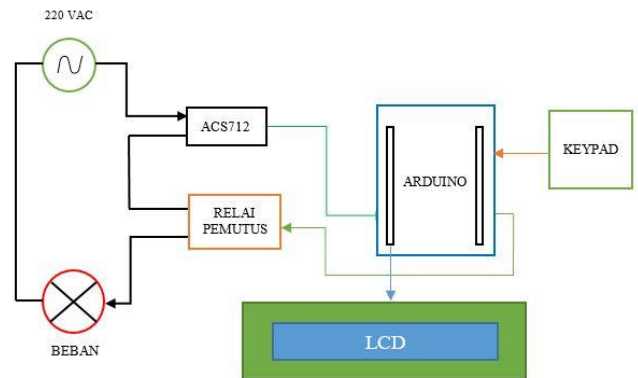 220 VAC
ACS712
ARDUINO
KEYPAD
RELAI
PEMUTUS
BEBAN
LCD